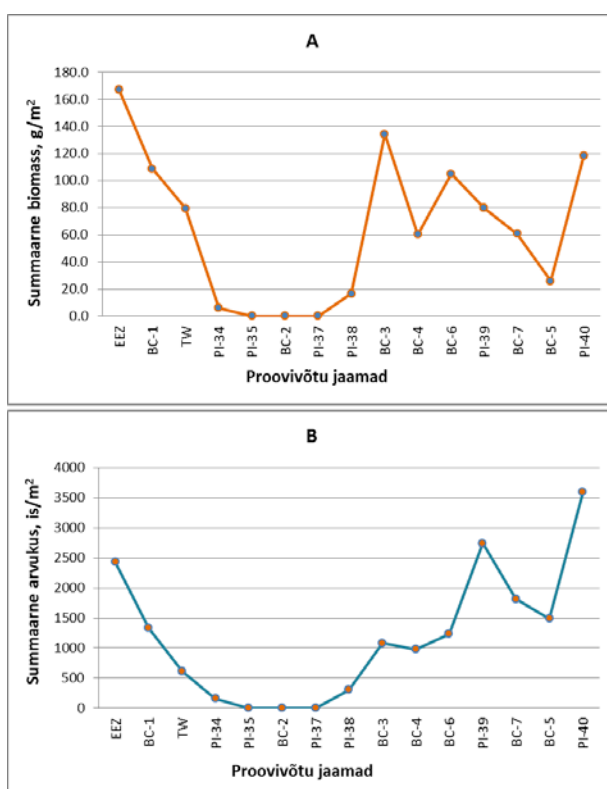 A
Summaarne biomass, g/m²
180.0
160.0
140.0
120.0
100.0
80.0
60.0
40.0
20.0
0.0
EEZ
BC-1
TW
PI-34
PI-35
BC-2
PI-37
PI-38
BC-3
BC-4
BC-6
PI-39
BC-7
BC-5
PI-40
Proovivõtu jaamad
B
Summaarne arvukus, is/m²
4000
3500
3000
2500
2000
1500
1000
500
0
EEZ
BC-1
TW
PI-34
PI-35
BC-2
PI-37
PI-38
BC-3
BC-4
BC-6
PI-39
BC-7
BC-5
PI-40
Proovivõtu jaamad